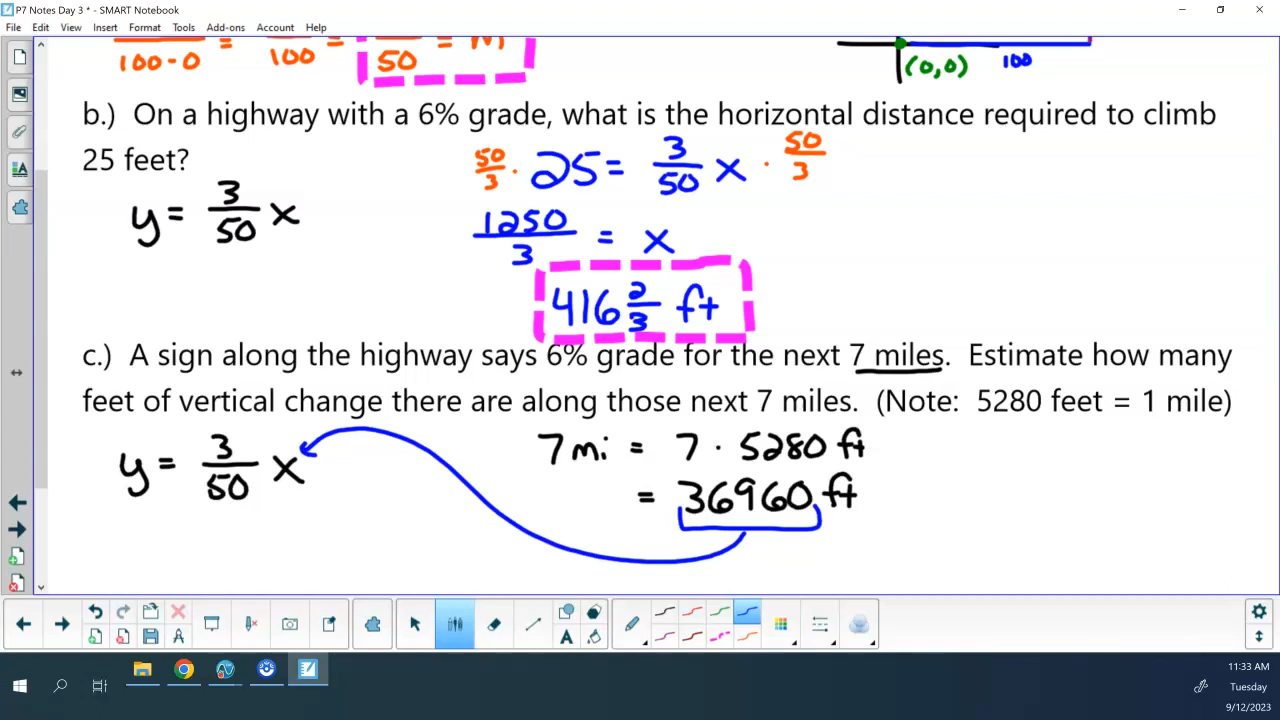 P7 Notes Day 3 * - SMART Notebook
File Edit View Insert Format Tools Add-ons Account Help
100-0 = 100 = 50 = m
(0,0) 100
b.) On a highway with a 6% grade, what is the horizontal distance required to climb
25 feet?
50/3 · 25 = 3/50 x · 50/3
y = 3/50 x
1250/3 = x
416 2/3 ft
c.) A sign along the highway says 6% grade for the next 7 miles. Estimate how many
feet of vertical change there are along those next 7 miles. (Note: 5280 feet = 1 mile)
y = 3/50 x
7mi = 7 · 5280 ft
= 36960 ft
11:33 AM
Tuesday
9/12/2023